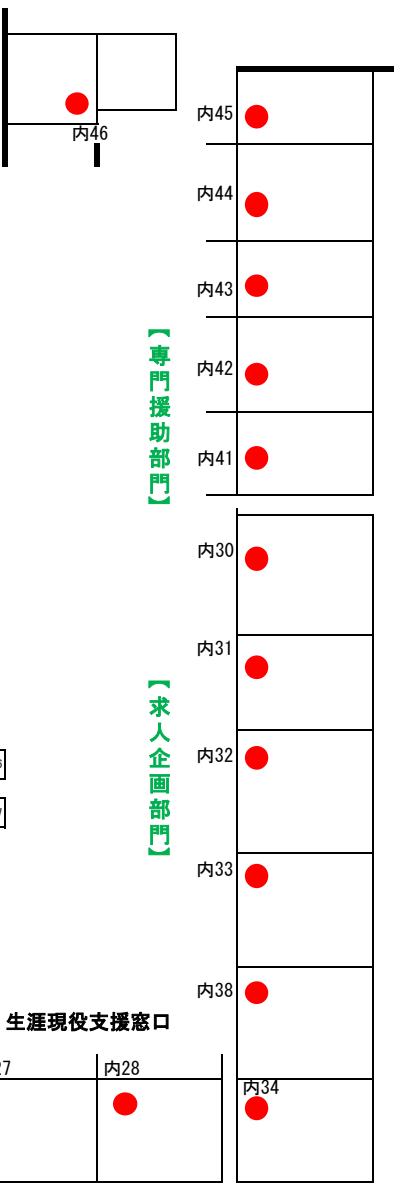 内46
内45
内44
内43
【専門援助部門】
内42
内41
内30
内31
【求人企画部門】
内32
内33
内38
生涯現役支援窓口
27
内28
内34